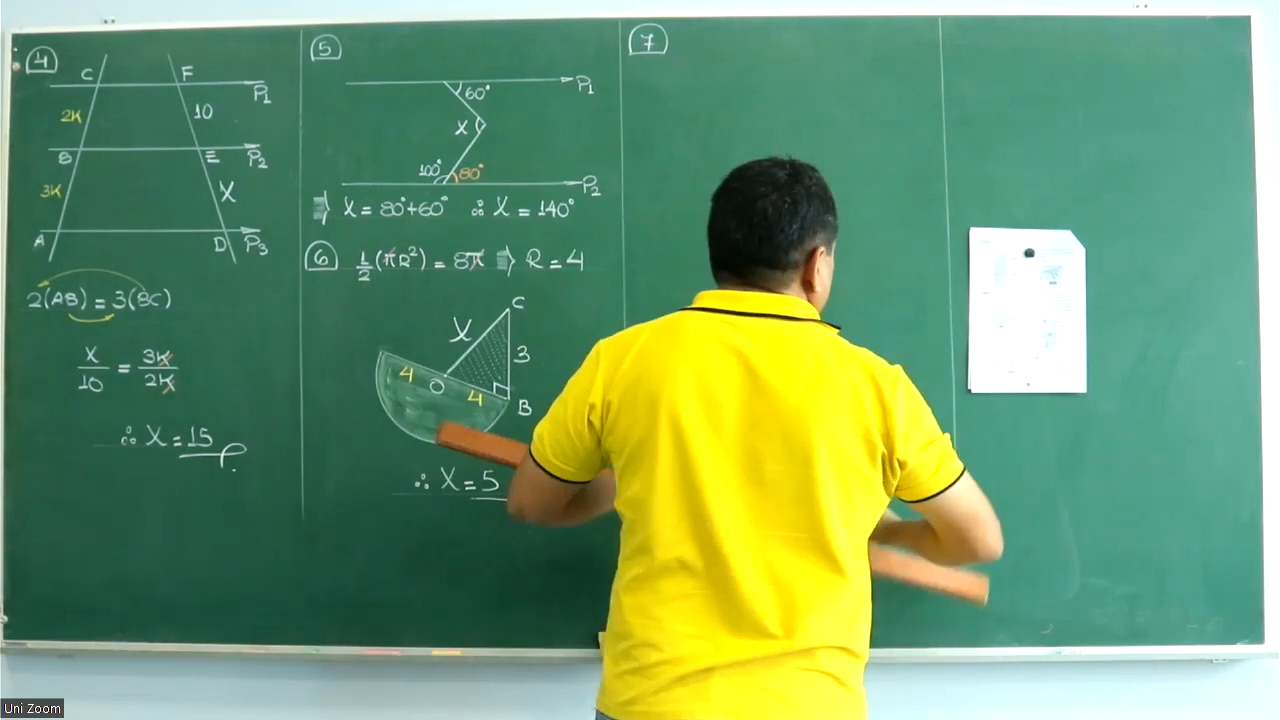 4
C F
P1
2K 10
B E P2
3K X
A D P3
2(AB) = 3(BC)
X/10 = 3K/2K
∴ X = 15
5
P1
60°
X
100° 80°
P2
⇒ X = 80°+60° ∴ X = 140°
6 1/2(πR²) = 8π ⇒ R = 4
C
X
3
4 O 4
B
∴ X = 5
7
Uni Zoom